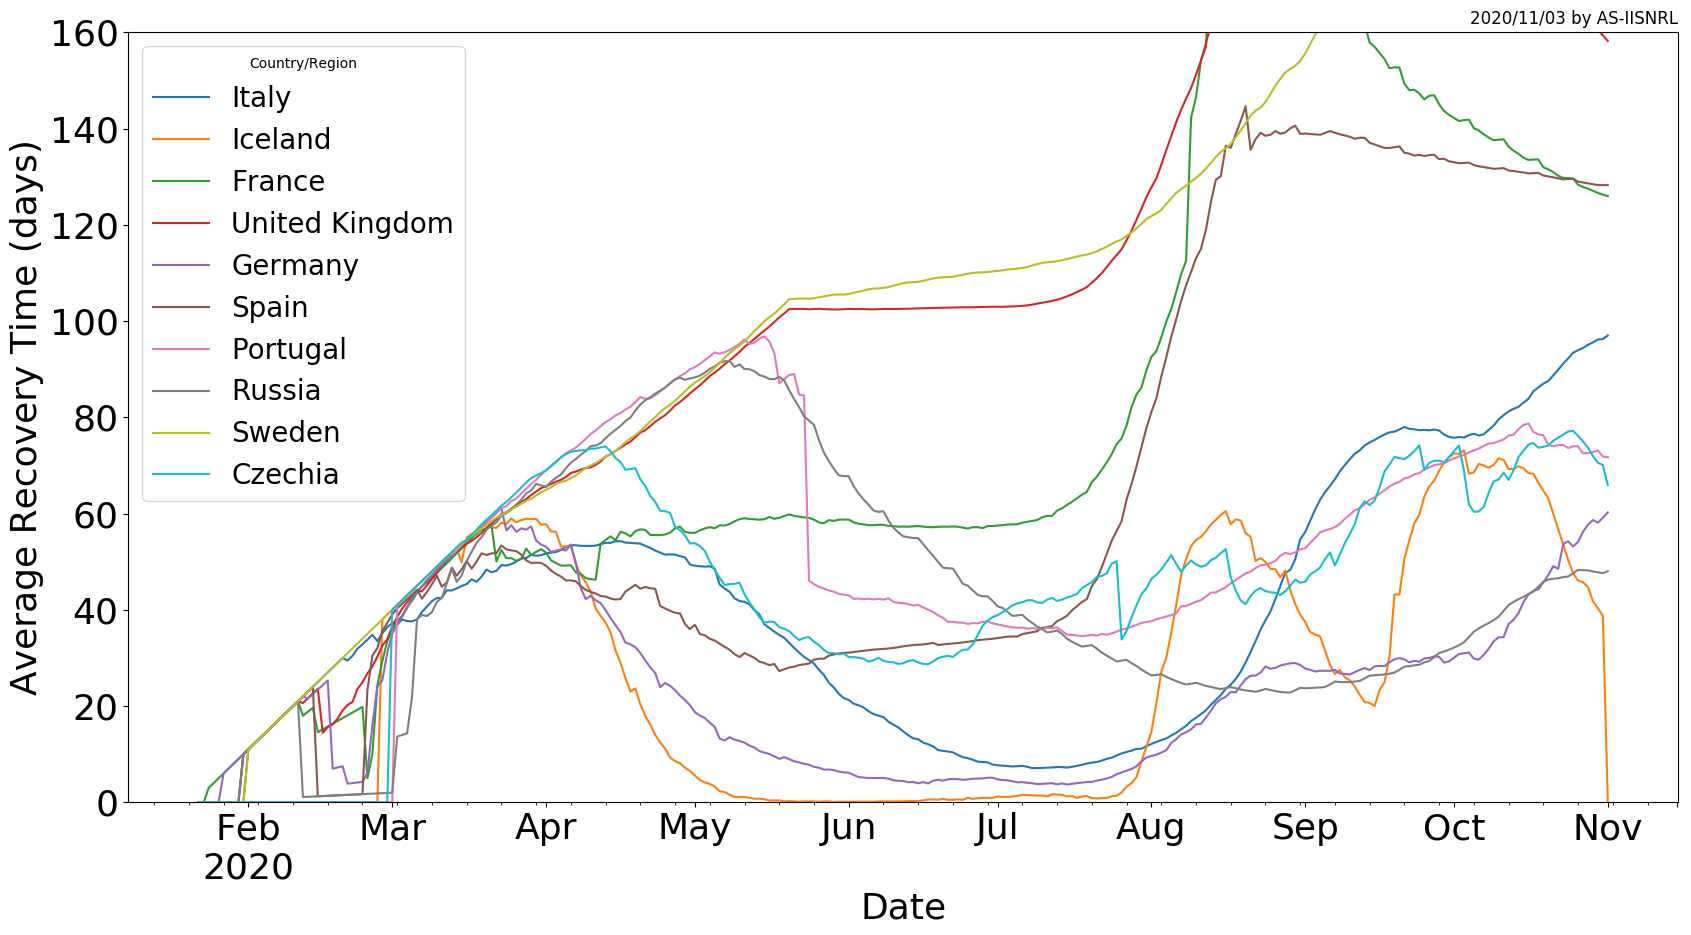 2020/11/03 by AS-IISNRL
Average Recovery Time (days)
160
140
120
100
80
60
40
20
0
Country/Region
Italy
Iceland
France
United Kingdom
Germany
Spain
Portugal
Russia
Sweden
Czechia
Feb Mar Apr May Jun Jul Aug Sep Oct Nov
2020
Date